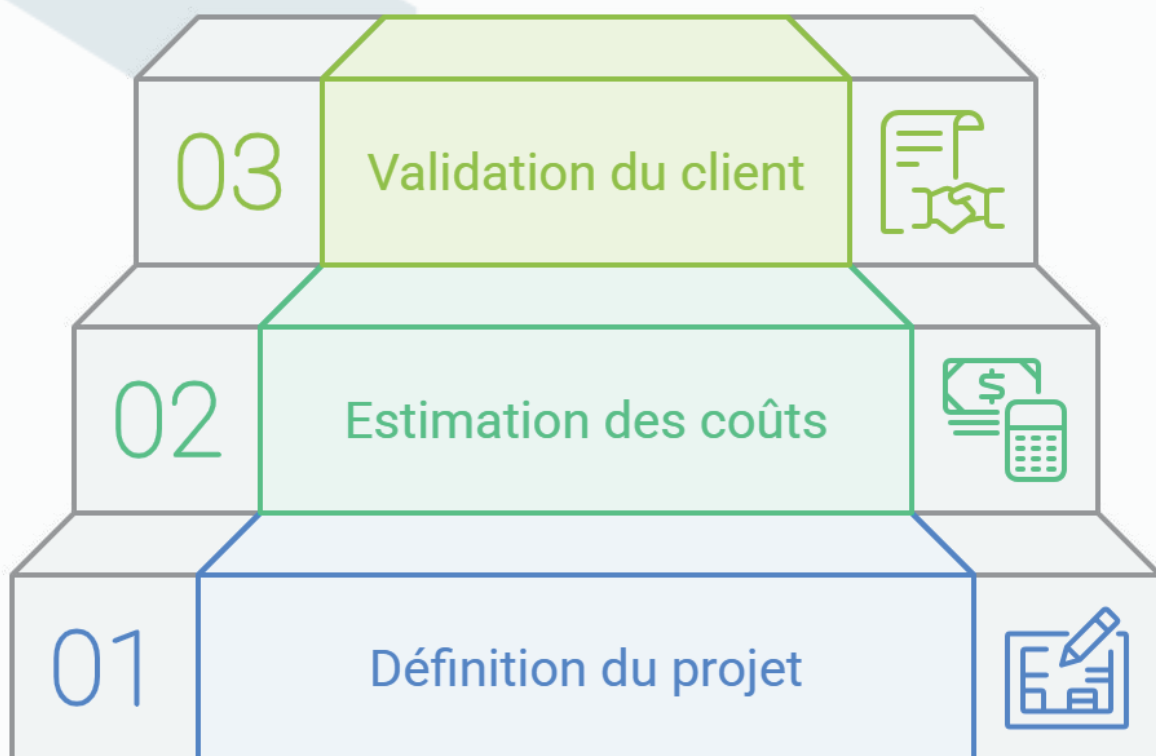 03
Validation du client
02
Estimation des coûts
$
01
Définition du projet